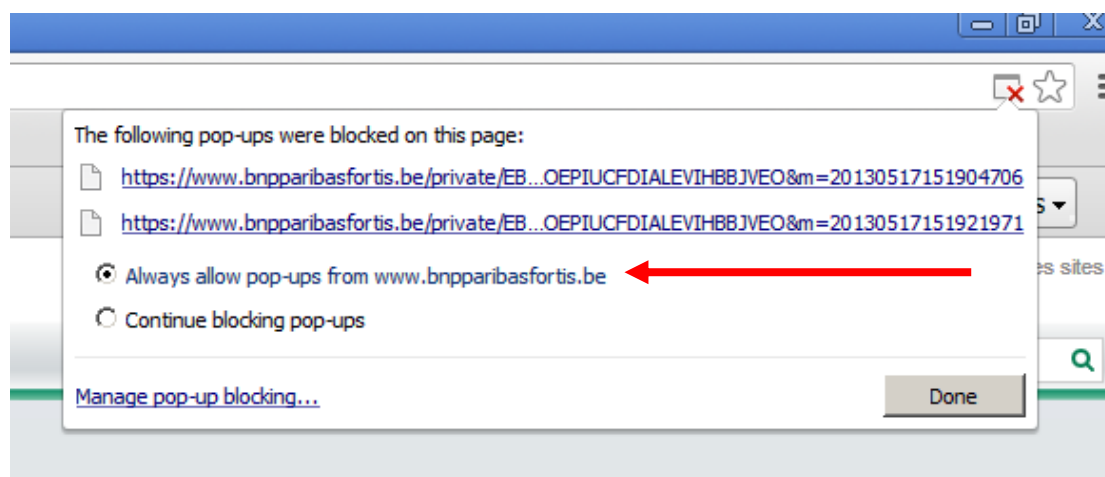 The following pop-ups were blocked on this page:
https://www.bnpparibasfortis.be/private/EB...OEPIUCFDIALEVIHBBJVEO&m=20130517151904706
https://www.bnpparibasfortis.be/private/EB...OEPIUCFDIALEVIHBBJVEO&m=20130517151921971
s
Always allow pop-ups from www.bnpparibasfortis.be
es sites
Continue blocking pop-ups
Manage pop-up blocking...
Done